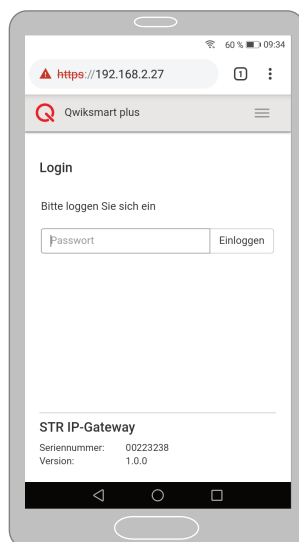 60 % 09:34
https://192.168.2.27 1
Qwiksmart plus
Login
Bitte loggen Sie sich ein
Passwort Einloggen
STR IP-Gateway
Seriennummer: 00223238
Version: 1.0.0